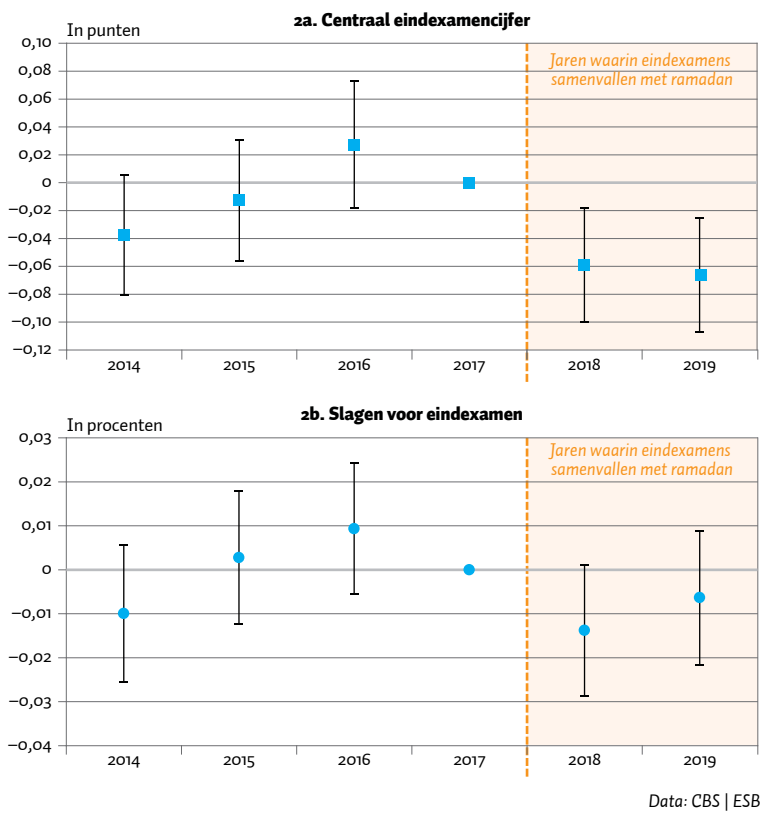 2a. Centraal eindexamencijfer
In punten
0,10
0,08
0,06
0,04
0,02
0
−0,02
−0,04
−0,06
−0,08
−0,10
−0,12
Jaren waarin eindexamens
samenvallen met ramadan
2014 2015 2016 2017 2018 2019
2b. Slagen voor eindexamen
In procenten
0,03
0,02
0,01
0
−0,01
−0,02
−0,03
−0,04
Jaren waarin eindexamens
samenvallen met ramadan
2014 2015 2016 2017 2018 2019
Data: CBS | ESB